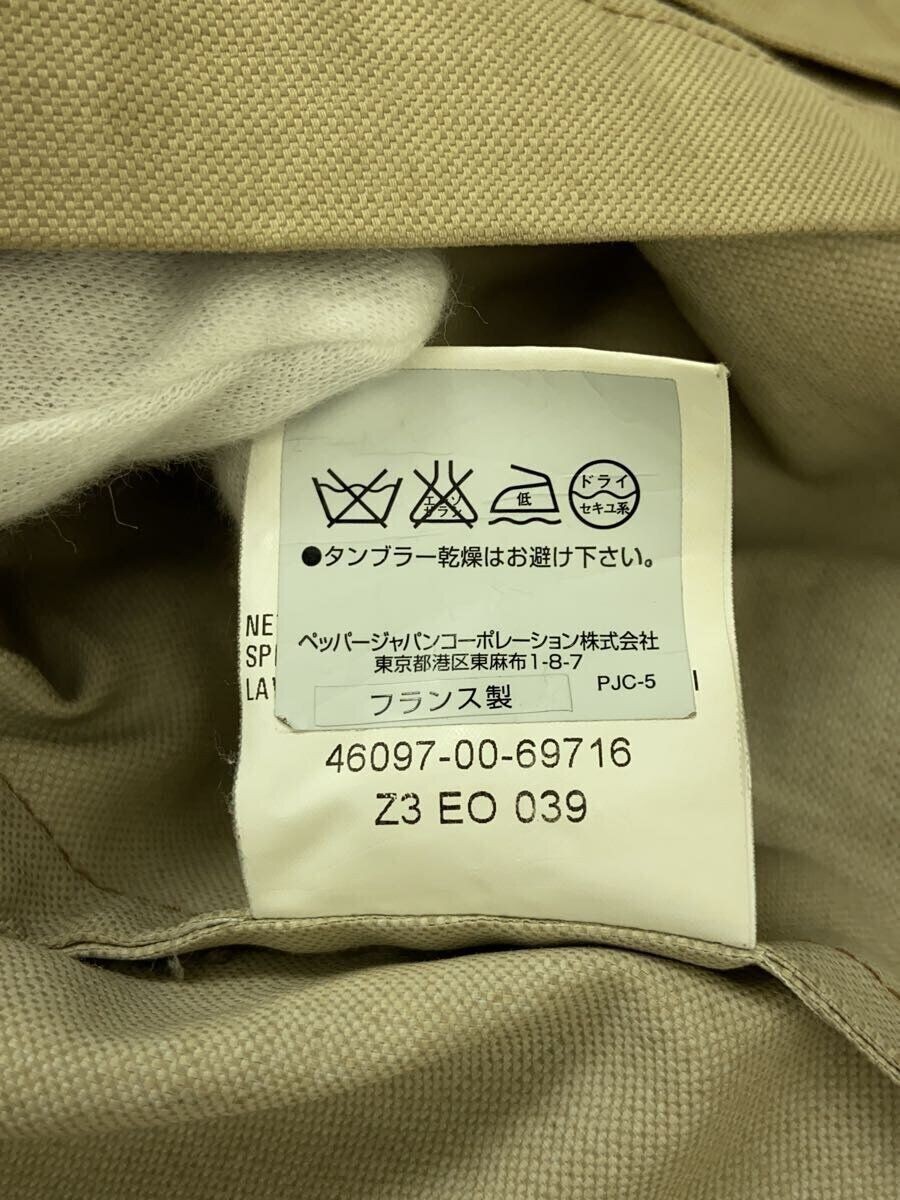 エンソ
サラシ
低
ドライ
セキユ系
●タンブラー乾燥はお避け下さい。
ペッパージャパンコーポレーション株式会社
東京都港区東麻布1-8-7
フランス製 PJC-5
46097-00-69716
Z3 EO 039